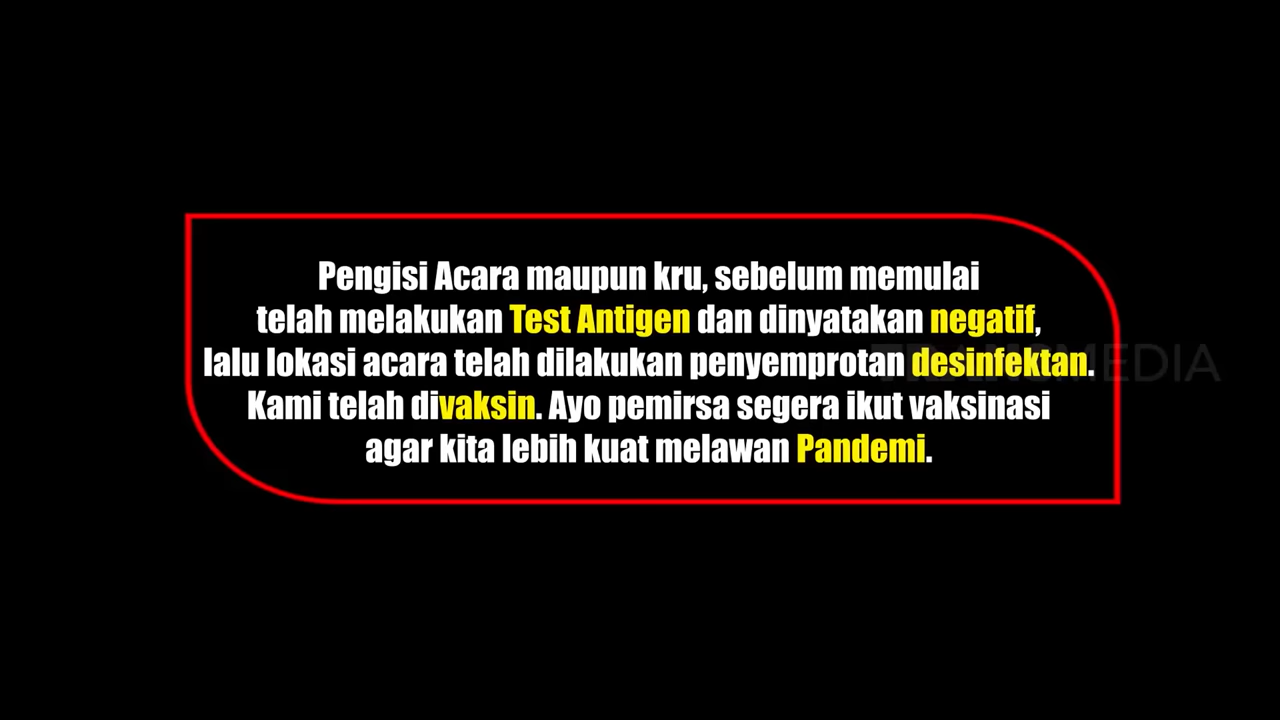 Pengisi Acara maupun kru, sebelum memulai
telah melakukan Test Antigen dan dinyatakan negatif,
lalu lokasi acara telah dilakukan penyemprotan desinfektan.
Kami telah divaksin. Ayo pemirsa segera ikut vaksinasi
agar kita lebih kuat melawan Pandemi.
TRANSMEDIA